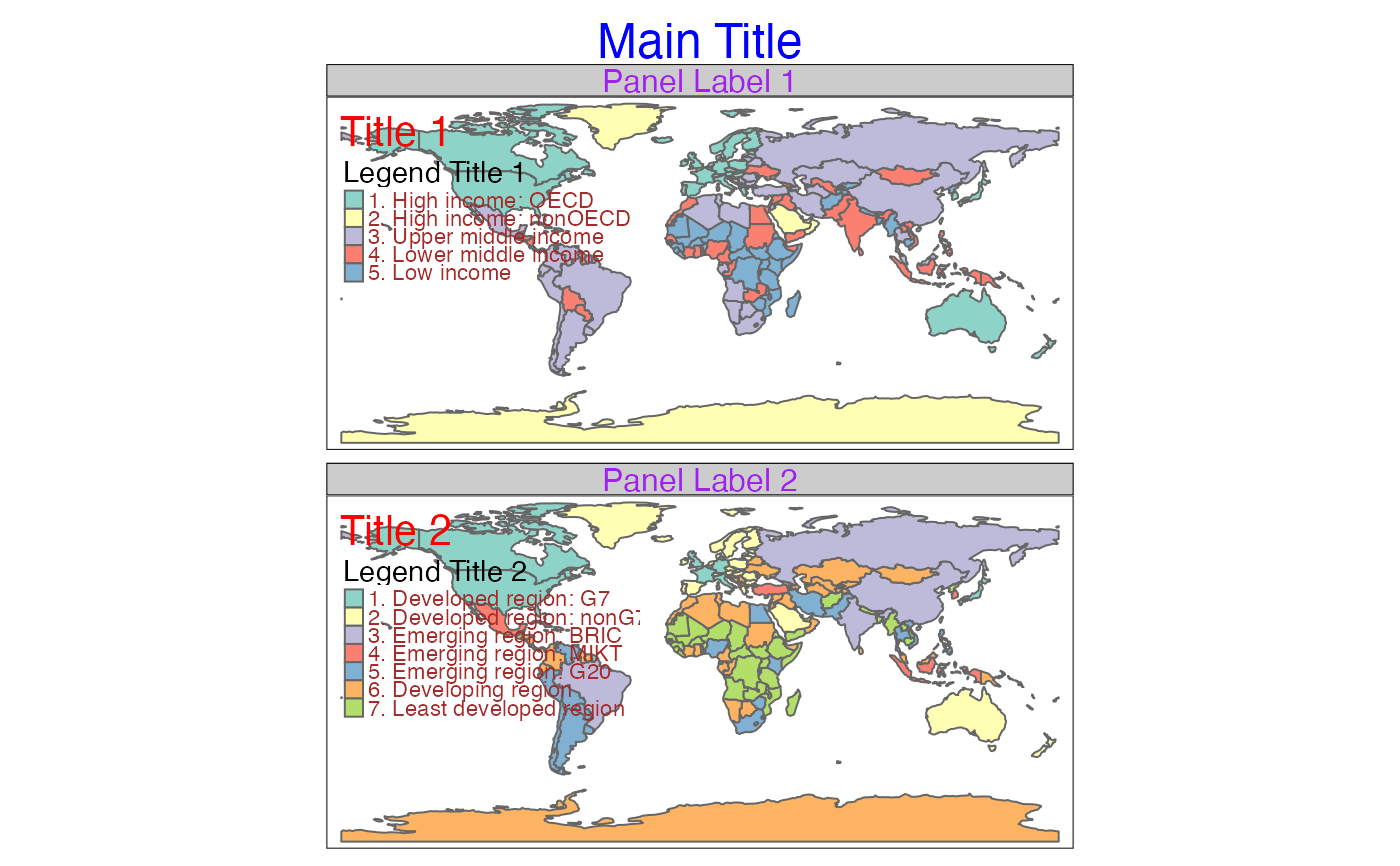 Main Title
Panel Label 1
Title 1
Legend Title 1
1. High income: OECD
2. High income: nonOECD
3. Upper middle income
4. Lower middle income
5. Low income
Panel Label 2
Title 2
Legend Title 2
1. Developed region: G7
2. Developed region: nonG7
3. Emerging region: BRIC
4. Emerging region: MIKT
5. Emerging region: G20
6. Developing region
7. Least developed region